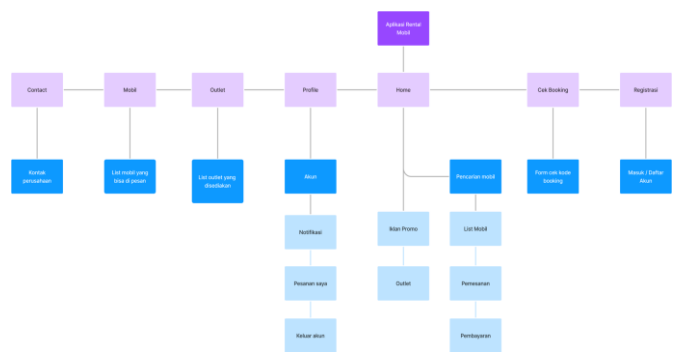 Aplikasi Rental
Mobil
Contact
Mobil
Outlet
Profile
Home
Cek Booking
Registrasi
Kontak
perusahaan
List mobil yang
bisa di pesan
List outlet yang
disediakan
Akun
Pencarian mobil
Form cek kode
booking
Masuk / Daftar
Akun
Notifikasi
Iklan Promo
List Mobil
Pesanan saya
Outlet
Pemesanan
Keluar akun
Pembayaran